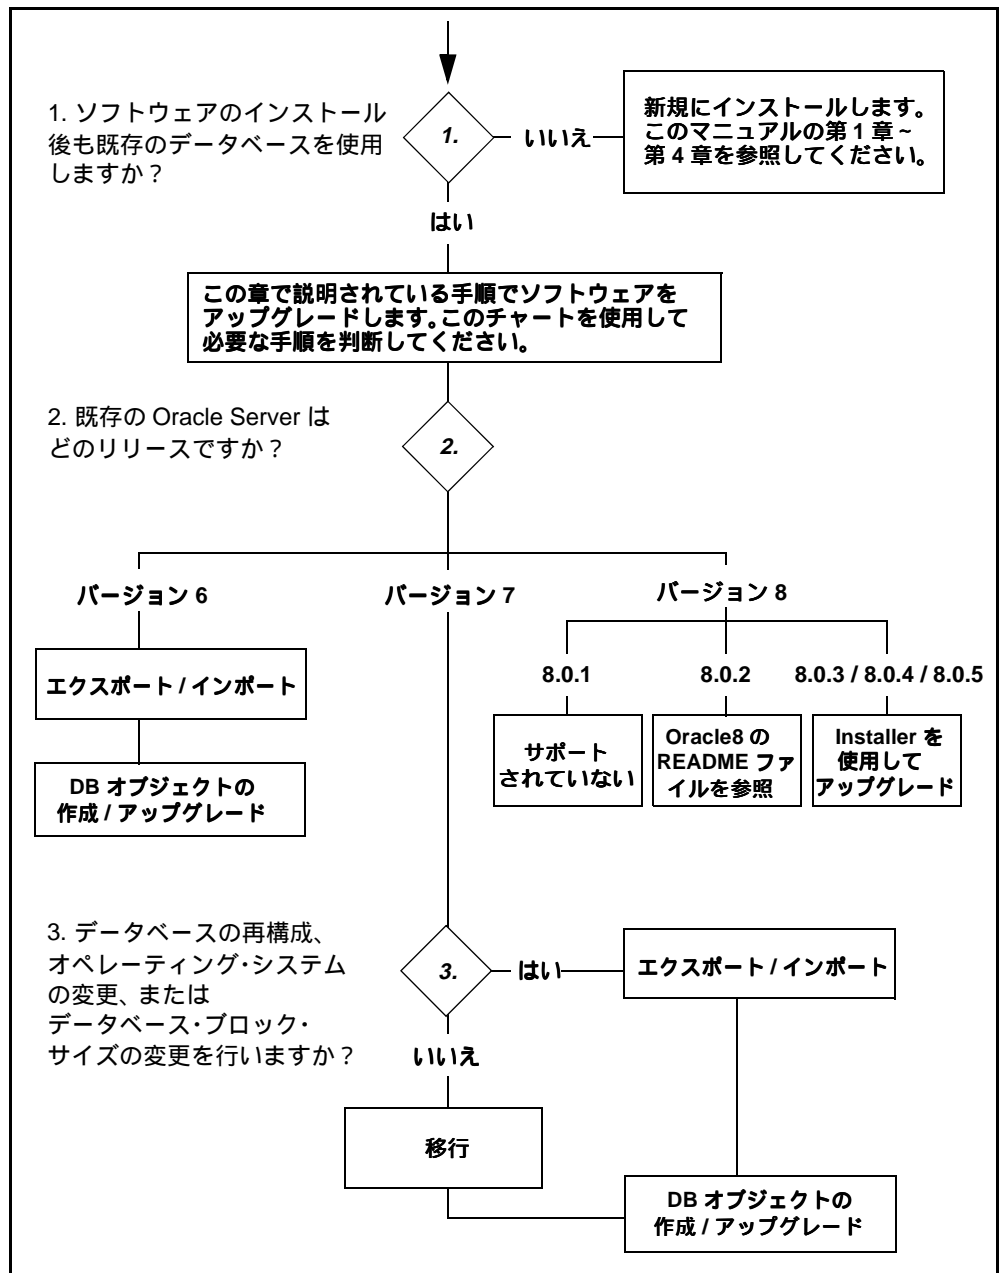 1. ソフトウェアのインストール
後も既存のデータベースを使用
しますか？
1.
いいえ
新規にインストールします。
このマニュアルの第 1 章 ~
第 4 章を参照してください。
はい
この章で説明されている手順でソフトウェアを
アップグレードします。このチャートを使用して
必要な手順を判断してください。
2. 既存の Oracle Server は
どのリリースですか？
2.
バージョン 6
バージョン 7
バージョン 8
エクスポート / インポート
DB オブジェクトの
作成 / アップグレード
8.0.1
8.0.2
8.0.3 / 8.0.4 / 8.0.5
サポート
されていない
Oracle8 の
README ファ
イルを参照
Installer を
使用して
アップグレード
3. データベースの再構成、
オペレーティング・システム
の変更、または
データベース・ブロック・
サイズの変更を行いますか？
3.
はい
エクスポート / インポート
いいえ
移行
DB オブジェクトの
作成 / アップグレード